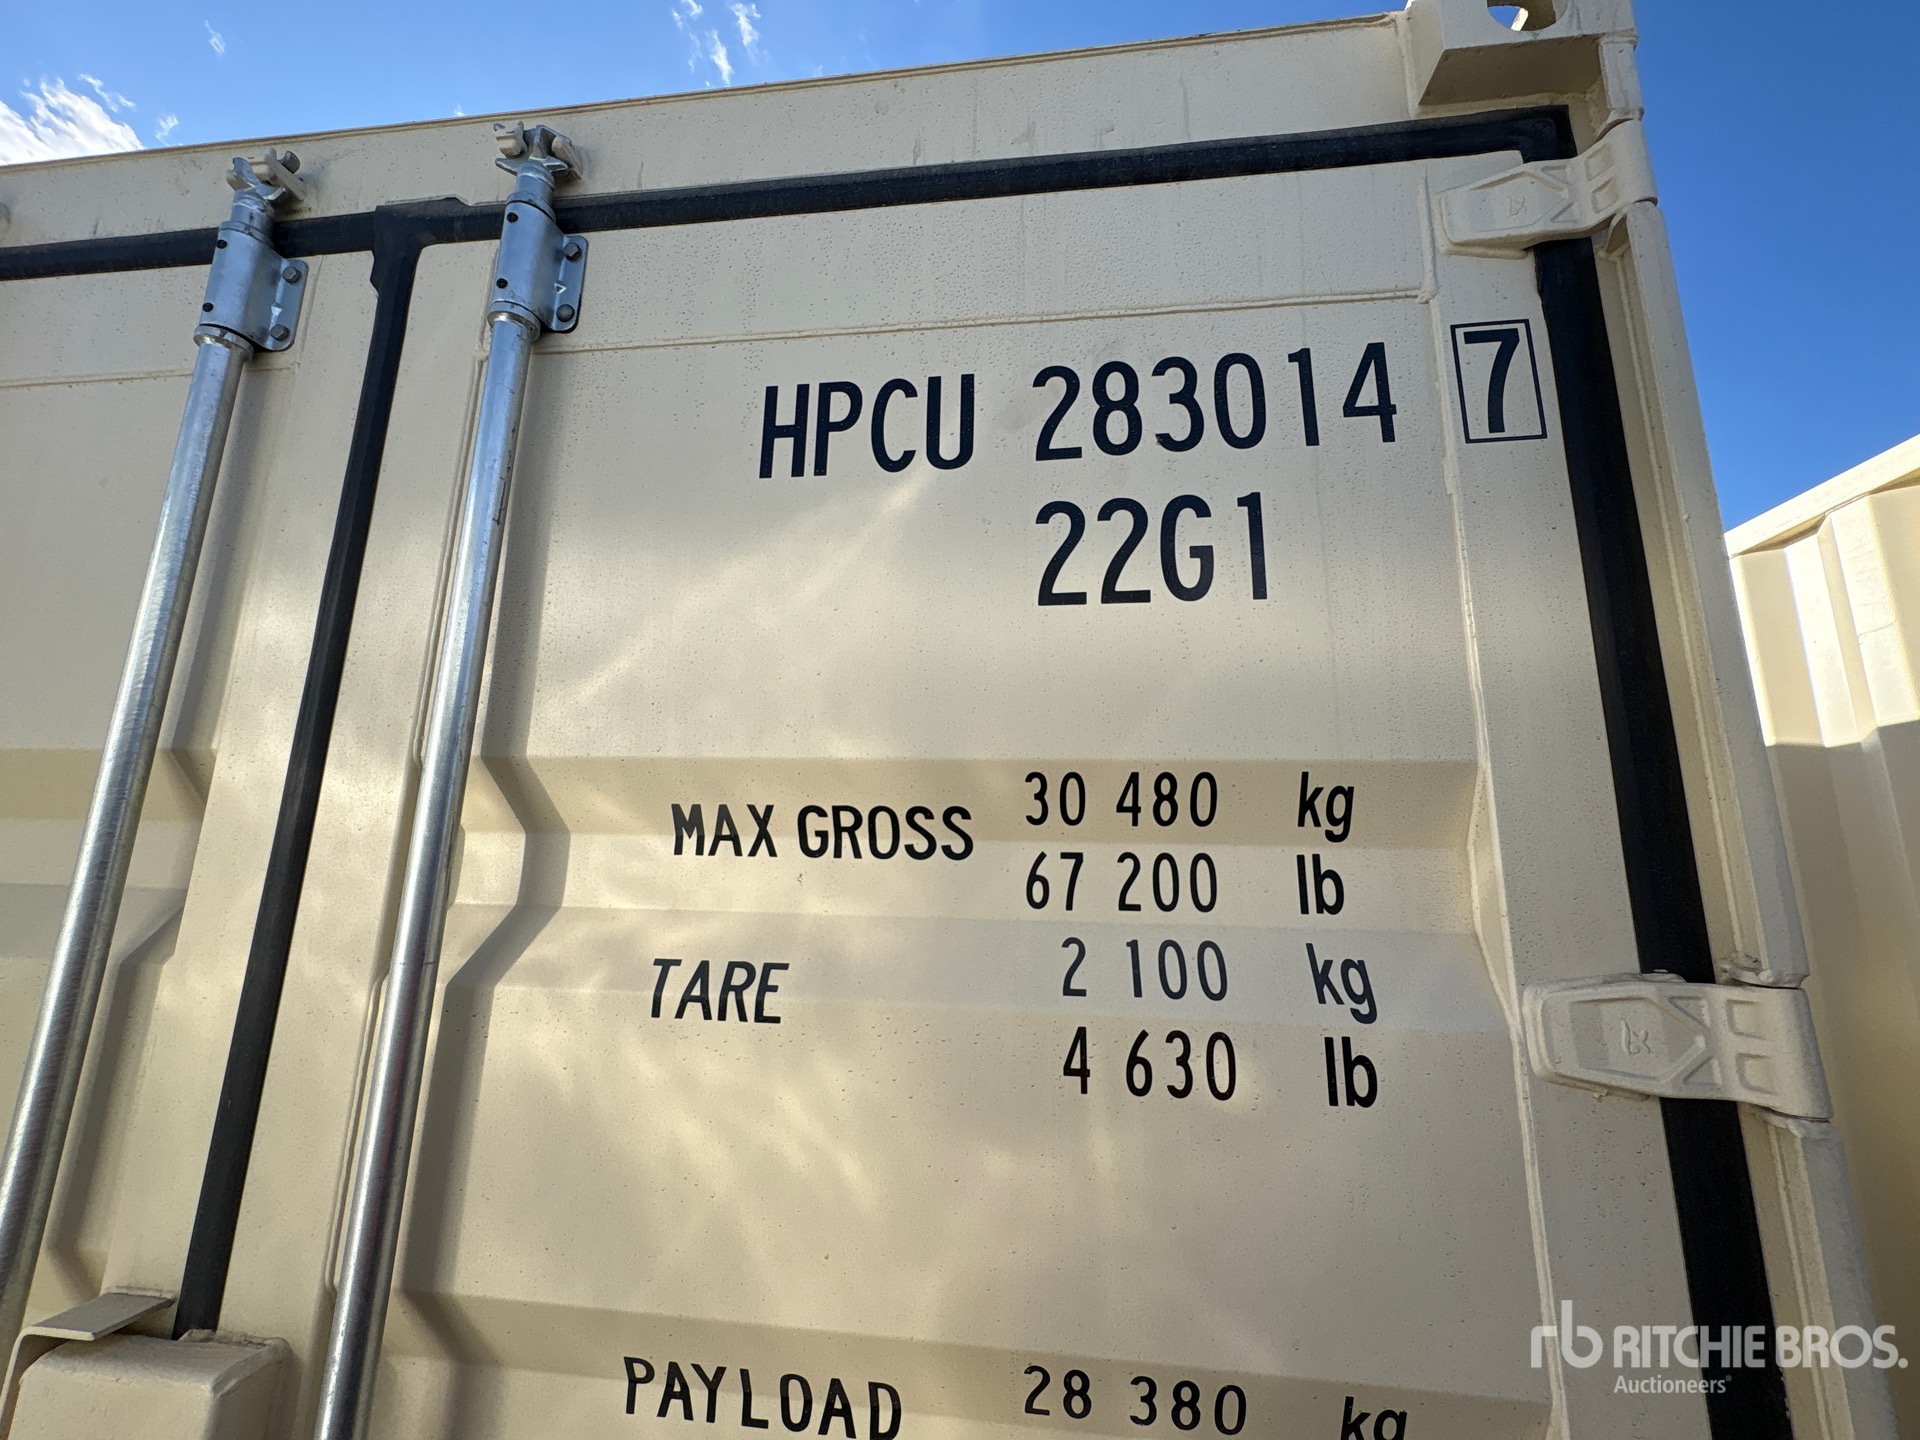 HPCU 283014 7
22G1
MAX GROSS 30 480 kg
67 200 lb
TARE 2 100 kg
4 630 lb
PAYLOAD 28 380 kg
rb RITCHIE BROS.
Auctioneers